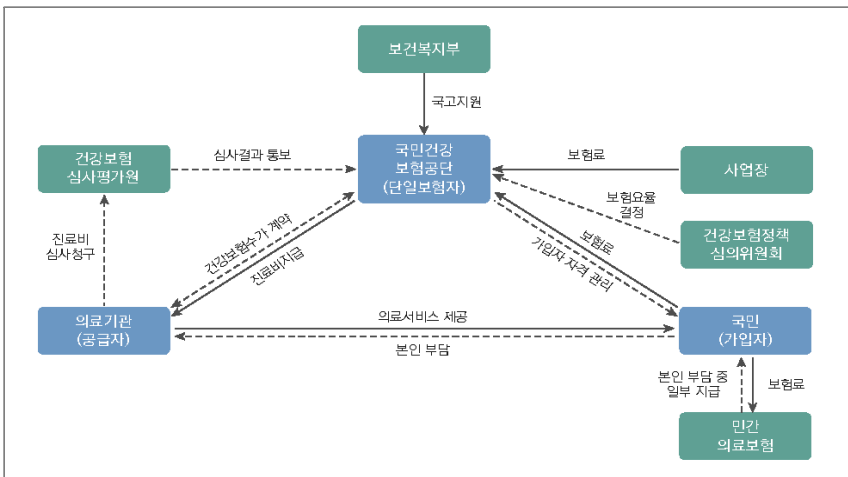 보건복지부
국고지원
건강보험
심사평가원
심사결과 통보
국민건강
보험공단
(단일보험자)
보험료
사업장
보험요율
결정
건강보험정책
심의위원회
진료비
심사청구
건강보험수가 계약
진료비지급
보험료
가입자 자격 관리
의료기관
(공급자)
의료서비스 제공
본인 부담
국민
(가입자)
본인 부담 중
일부 지급
보험료
민간
의료보험